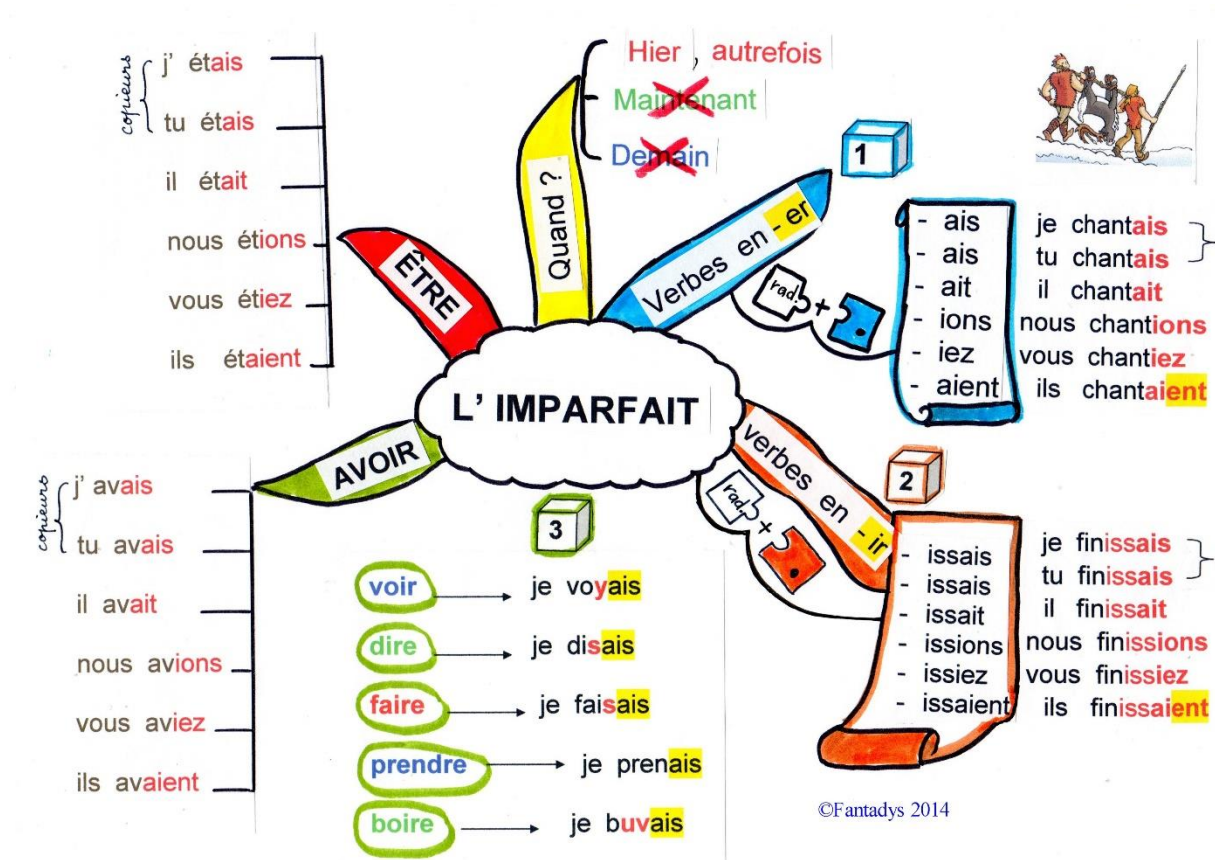 L' IMPARFAIT
Quand ?
Hier , autrefois
Maintenant
Demain
ÊTRE
copieurs
j' étais
tu étais
il était
nous étions
vous étiez
ils étaient
AVOIR
copieurs
j' avais
tu avais
il avait
nous avions
vous aviez
ils avaient
1
Verbes en - er
rad. +
- ais je chantais
- ais tu chantais
- ait il chantait
- ions nous chantions
- iez vous chantiez
- aient ils chantaient
2
verbes en - ir
rad. +
- issais je finissais
- issais tu finissais
- issait il finissait
- issions nous finissions
- issiez vous finissiez
- issaient ils finissaient
3
voir je voyais
dire je disais
faire je faisais
prendre je prenais
boire je buvais
©Fantadys 2014